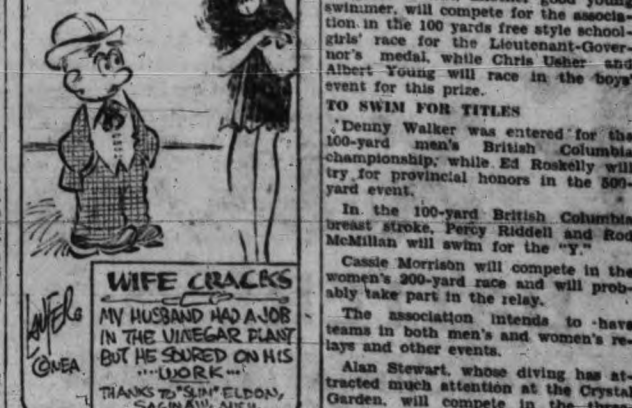 LAUFER
©NEA
WIFE CRACKS
MY HUSBAND HAD A JOB
IN THE VINEGAR PLANT
BUT HE SOURED ON HIS
....WORK...
THANKS TO "SLIM" ELDON,
SAGINAW, MICH.
good young
swimmer, will compete for the associa-
tion in the 100 yards free style school-
girls' race for the Lieutenant-Gover-
nor's medal, while Chris Usher and
Albert Young will race in the boys'
event for this prize.
TO SWIM FOR TITLES
Denny Walker was entered for the
100-yard men's British Columbia
championship, while Ed Roskelly will
try for provincial honors in the 500-
yard event.
In the 100-yard British Columbia
breast stroke, Percy Riddell and Rod
McMillan will swim for the "Y."
Cassie Morrison will compete in the
women's 200-yard race and will prob-
ably take part in the relay.
The association intends to have
teams in both men's and women's re-
lays and other events.
Alan Stewart, whose diving has at-
tracted much attention at the Crystal
Garden, will compete in the three